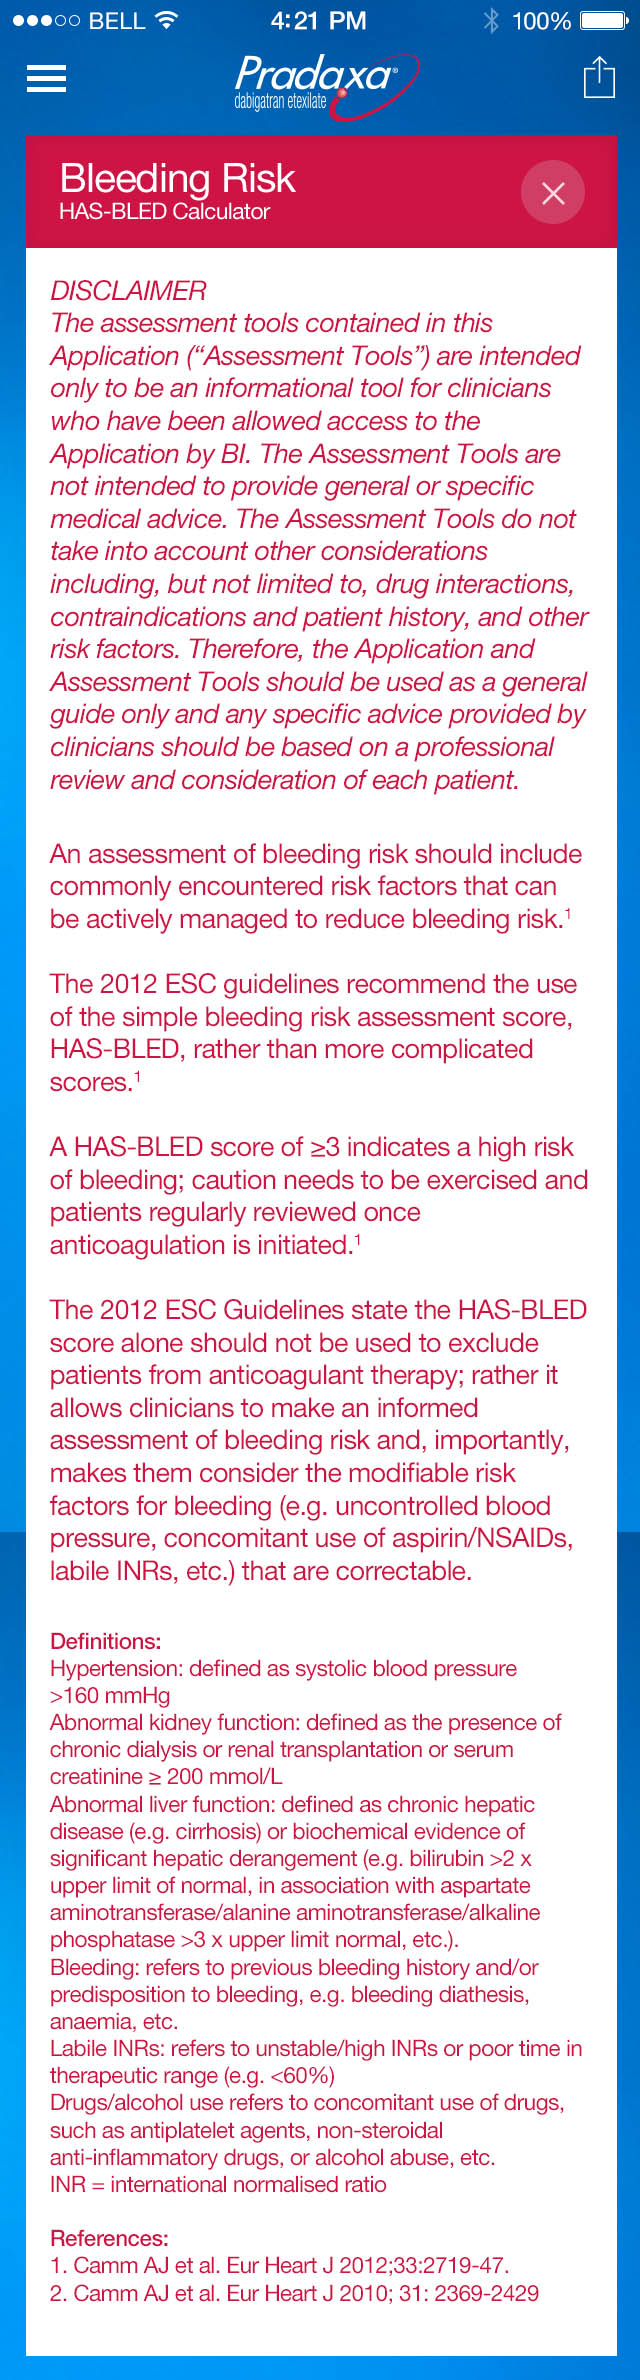 BELL 4:21 PM 100%
Pradaxa®
dabigatran etexilate
Bleeding Risk
HAS-BLED Calculator
DISCLAIMER
The assessment tools contained in this
Application (“Assessment Tools”) are intended
only to be an informational tool for clinicians
who have been allowed access to the
Application by BI. The Assessment Tools are
not intended to provide general or specific
medical advice. The Assessment Tools do not
take into account other considerations
including, but not limited to, drug interactions,
contraindications and patient history, and other
risk factors. Therefore, the Application and
Assessment Tools should be used as a general
guide only and any specific advice provided by
clinicians should be based on a professional
review and consideration of each patient.
An assessment of bleeding risk should include
commonly encountered risk factors that can
be actively managed to reduce bleeding risk.¹
The 2012 ESC guidelines recommend the use
of the simple bleeding risk assessment score,
HAS-BLED, rather than more complicated
scores.¹
A HAS-BLED score of ≥3 indicates a high risk
of bleeding; caution needs to be exercised and
patients regularly reviewed once
anticoagulation is initiated.¹
The 2012 ESC Guidelines state the HAS-BLED
score alone should not be used to exclude
patients from anticoagulant therapy; rather it
allows clinicians to make an informed
assessment of bleeding risk and, importantly,
makes them consider the modifiable risk
factors for bleeding (e.g. uncontrolled blood
pressure, concomitant use of aspirin/NSAIDs,
labile INRs, etc.) that are correctable.
Definitions:
Hypertension: defined as systolic blood pressure
>160 mmHg
Abnormal kidney function: defined as the presence of
chronic dialysis or renal transplantation or serum
creatinine ≥ 200 mmol/L
Abnormal liver function: defined as chronic hepatic
disease (e.g. cirrhosis) or biochemical evidence of
significant hepatic derangement (e.g. bilirubin >2 x
upper limit of normal, in association with aspartate
aminotransferase/alanine aminotransferase/alkaline
phosphatase >3 x upper limit normal, etc.).
Bleeding: refers to previous bleeding history and/or
predisposition to bleeding, e.g. bleeding diathesis,
anaemia, etc.
Labile INRs: refers to unstable/high INRs or poor time in
therapeutic range (e.g. <60%)
Drugs/alcohol use refers to concomitant use of drugs,
such as antiplatelet agents, non-steroidal
anti-inflammatory drugs, or alcohol abuse, etc.
INR = international normalised ratio
References:
1. Camm AJ et al. Eur Heart J 2012;33:2719-47.
2. Camm AJ et al. Eur Heart J 2010; 31: 2369-2429